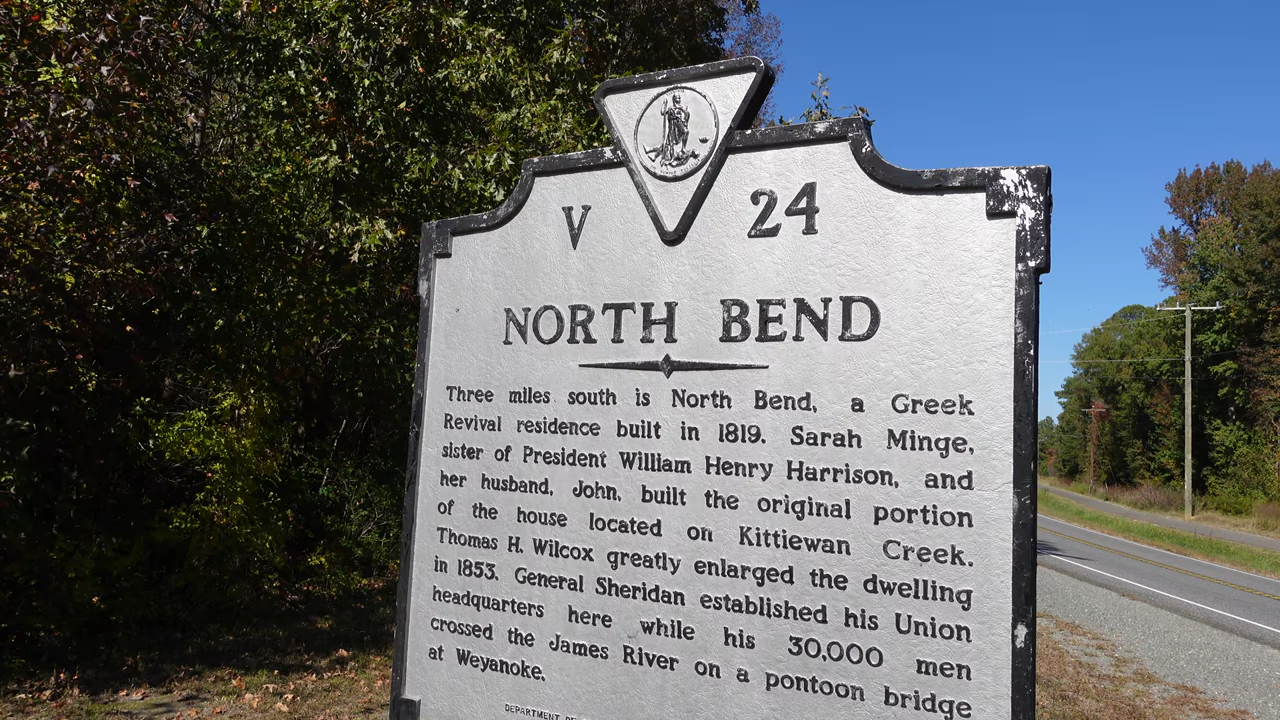 V 24
NORTH BEND
Three miles south is North Bend, a Greek
Revival residence built in 1819. Sarah Minge,
sister of President William Henry Harrison, and
her husband, John, built the original portion
of the house located on Kittiewan Creek.
Thomas H. Wilcox greatly enlarged the dwelling
in 1853. General Sheridan established his Union
headquarters here while his 30,000 men
crossed the James River on a pontoon bridge
at Weyanoke.
DEPARTMENT